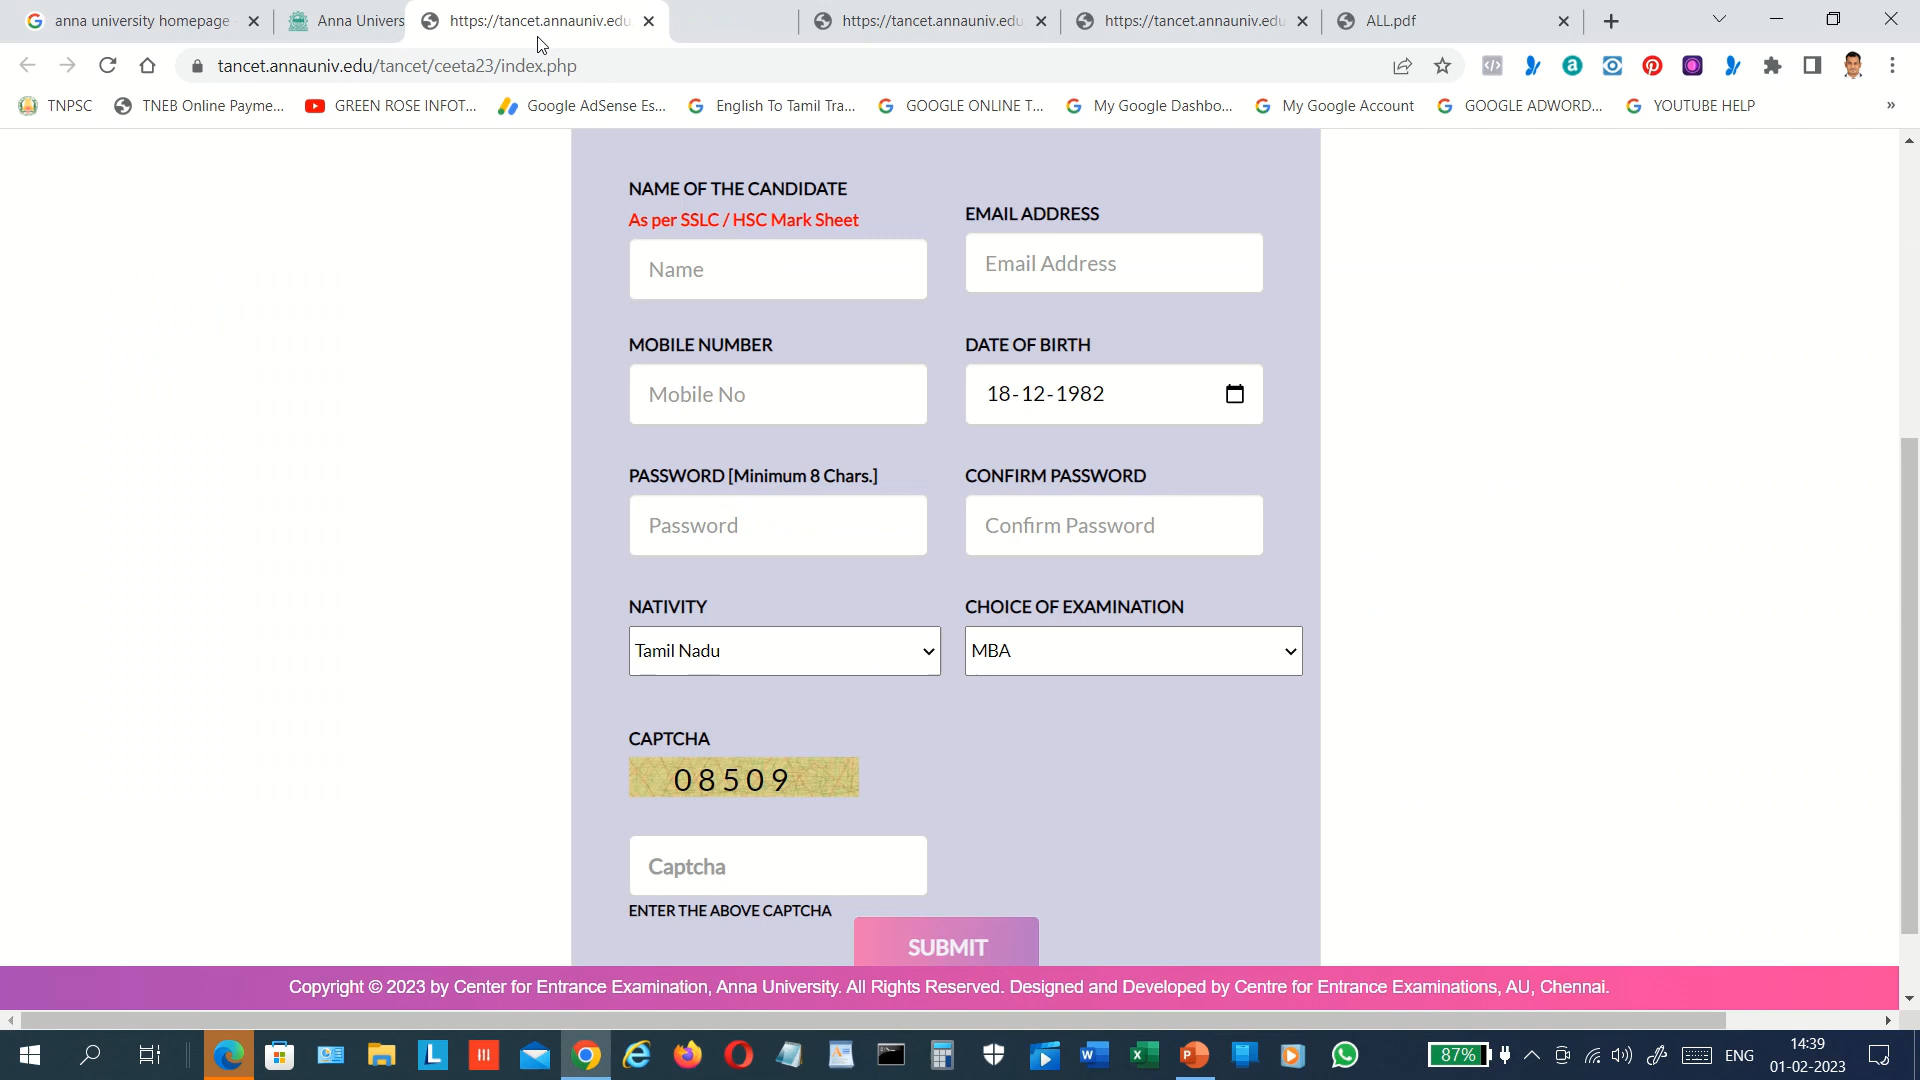 anna university homepage
Anna Univers
https://tancet.annauniv.edu
https://tancet.annauniv.edu
https://tancet.annauniv.edu
ALL.pdf
tancet.annauniv.edu/tancet/ceeta23/index.php
TNPSC
TNEB Online Payme...
GREEN ROSE INFOT...
Google AdSense Es...
English To Tamil Tra...
GOOGLE ONLINE T...
My Google Dashbo...
My Google Account
GOOGLE ADWORD...
YOUTUBE HELP
»
NAME OF THE CANDIDATE
As per SSLC / HSC Mark Sheet
Name
EMAIL ADDRESS
Email Address
MOBILE NUMBER
Mobile No
DATE OF BIRTH
18-12-1982
PASSWORD [Minimum 8 Chars.]
Password
CONFIRM PASSWORD
Confirm Password
NATIVITY
Tamil Nadu
CHOICE OF EXAMINATION
MBA
CAPTCHA
08509
Captcha
ENTER THE ABOVE CAPTCHA
SUBMIT
Copyright © 2023 by Center for Entrance Examination, Anna University. All Rights Reserved. Designed and Developed by Centre for Entrance Examinations, AU, Chennai.
87%
ENG
14:39
01-02-2023